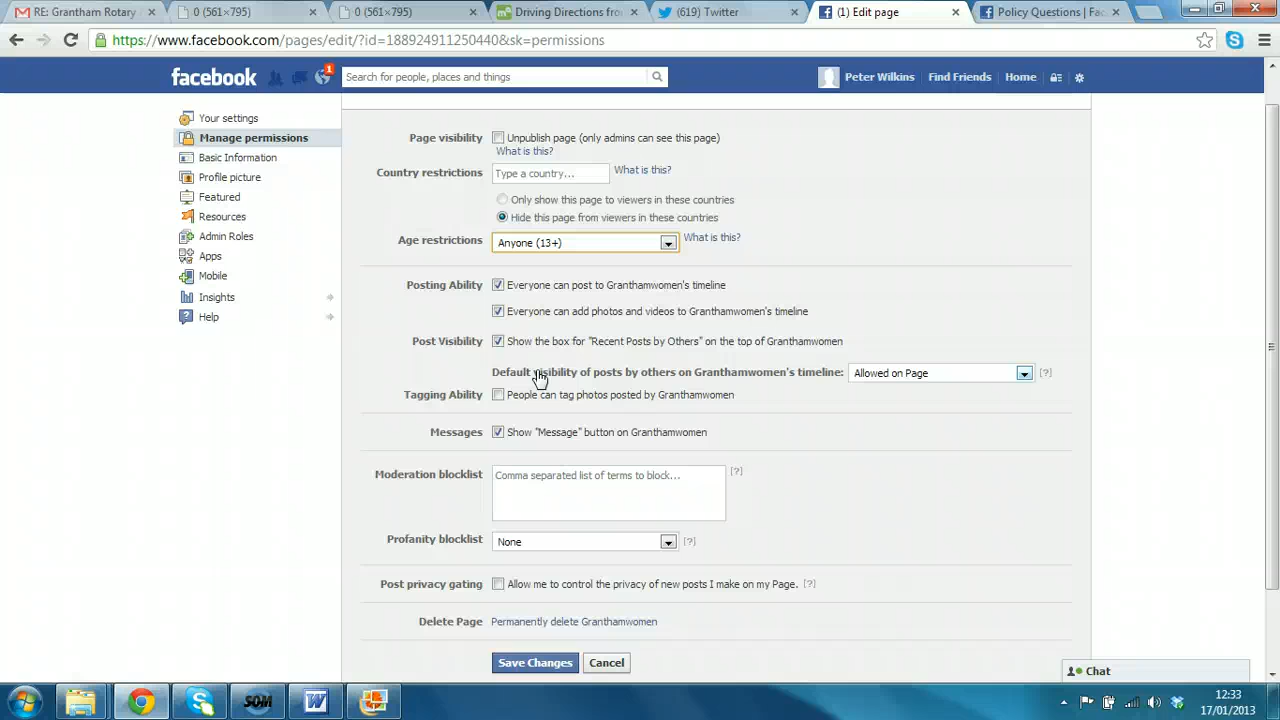 RE: Grantham Rotary
0 (561×795)
0 (561×795)
Driving Directions from
(619) Twitter
(1) Edit page
Policy Questions | Fac
https://www.facebook.com/pages/edit/?id=188924911250440&sk=permissions
facebook
1
Search for people, places and things
Peter Wilkins
Find Friends
Home
Your settings
Manage permissions
Basic Information
Profile picture
Featured
Resources
Admin Roles
Apps
Mobile
Insights
Help
Page visibility
Unpublish page (only admins can see this page)
What is this?
Country restrictions
Type a country...
What is this?
Only show this page to viewers in these countries
Hide this page from viewers in these countries
Age restrictions
Anyone (13+)
What is this?
Posting Ability
Everyone can post to Granthamwomen's timeline
Everyone can add photos and videos to Granthamwomen's timeline
Post Visibility
Show the box for "Recent Posts by Others" on the top of Granthamwomen
Default visibility of posts by others on Granthamwomen's timeline:
Allowed on Page
[?]
Tagging Ability
People can tag photos posted by Granthamwomen
Messages
Show "Message" button on Granthamwomen
Moderation blocklist
Comma separated list of terms to block...
[?]
Profanity blocklist
None
[?]
Post privacy gating
Allow me to control the privacy of new posts I make on my Page.
[?]
Delete Page
Permanently delete Granthamwomen
Save Changes
Cancel
Chat
SOM
12:33
17/01/2013